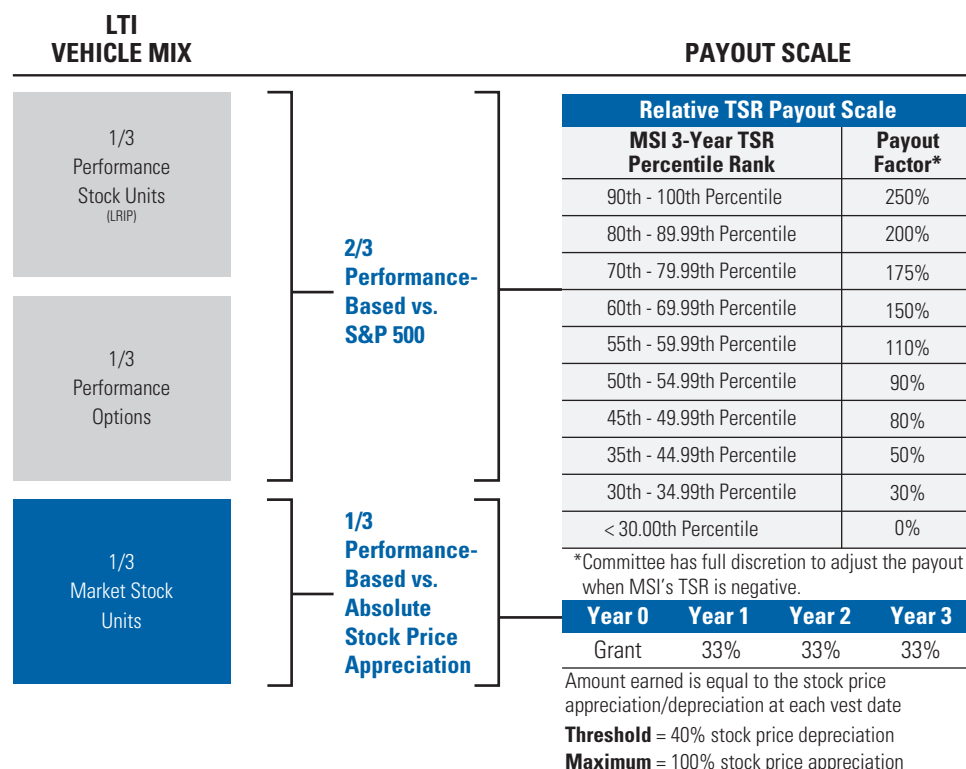 LTI
VEHICLE MIX
PAYOUT SCALE
1/3
Performance
Stock Units
(LRIP)
1/3
Performance
Options
1/3
Market Stock
Units
2/3
Performance-
Based vs.
S&P 500
1/3
Performance-
Based vs.
Absolute
Stock Price
Appreciation
Relative TSR Payout Scale
MSI 3-Year TSR
Percentile Rank
Payout
Factor*
90th - 100th Percentile 250%
80th - 89.99th Percentile 200%
70th - 79.99th Percentile 175%
60th - 69.99th Percentile 150%
55th - 59.99th Percentile 110%
50th - 54.99th Percentile 90%
45th - 49.99th Percentile 80%
35th - 44.99th Percentile 50%
30th - 34.99th Percentile 30%
< 30.00th Percentile 0%
*Committee has full discretion to adjust the payout
when MSI's TSR is negative.
Year 0 Year 1 Year 2 Year 3
Grant 33% 33% 33%
Amount earned is equal to the stock price
appreciation/depreciation at each vest date
Threshold = 40% stock price depreciation
Maximum = 100% stock price appreciation